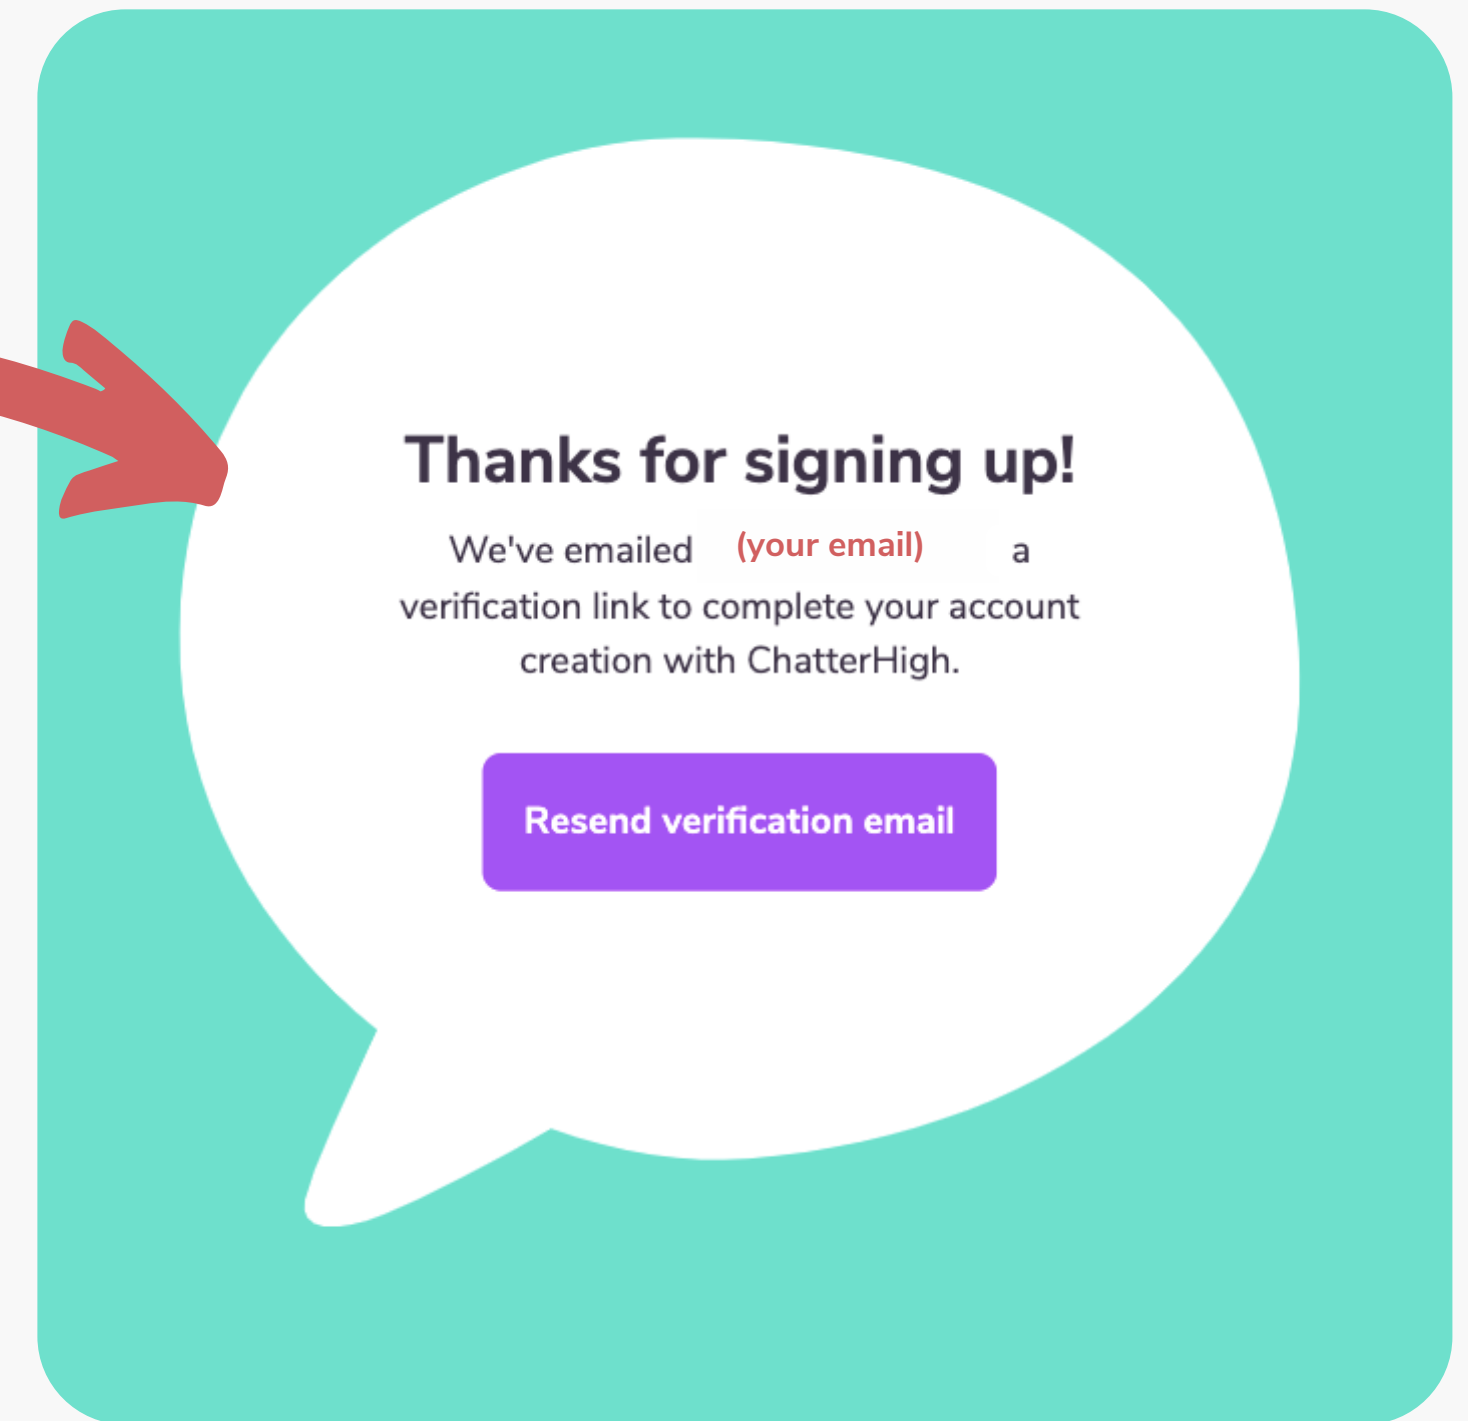 Thanks for signing up!
We've emailed (your email) a
verification link to complete your account
creation with ChatterHigh.
Resend verification email